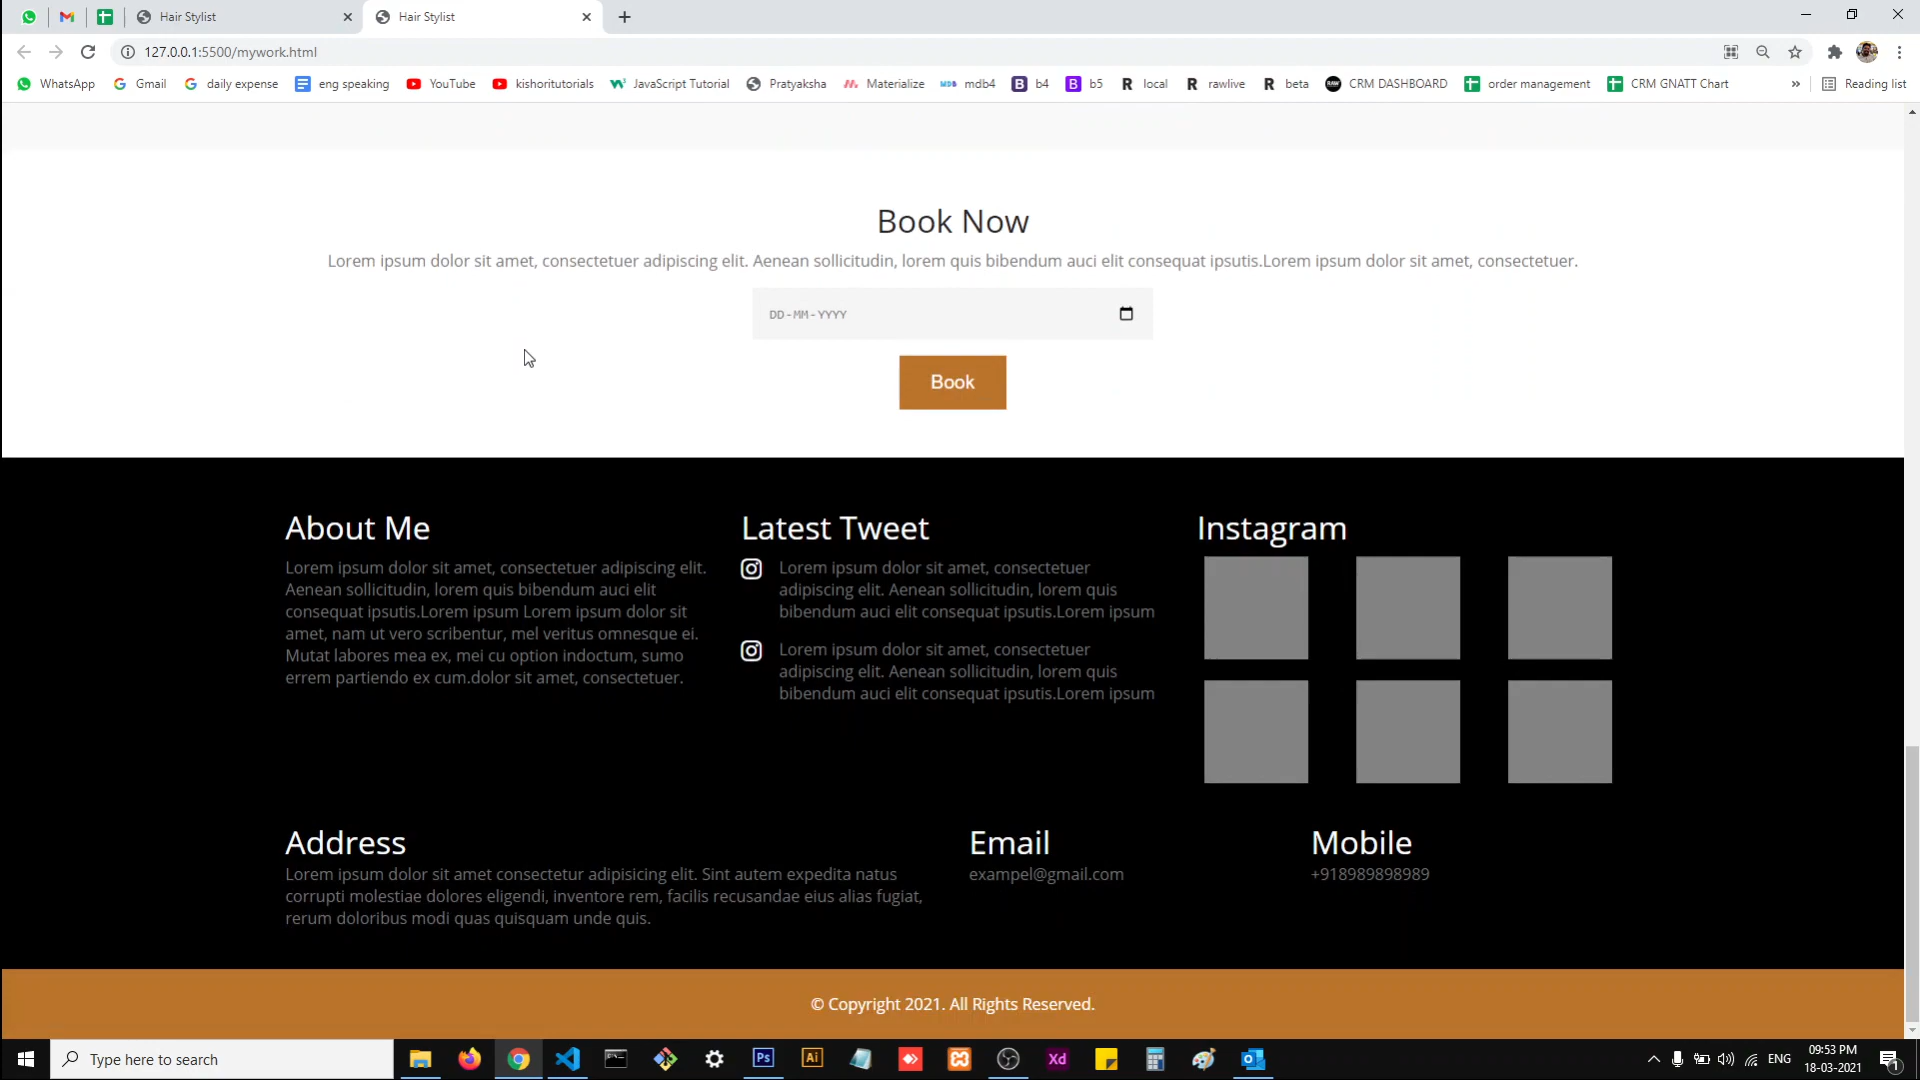 Hair Stylist
Hair Stylist
127.0.0.1:5500/mywork.html
WhatsApp Gmail daily expense eng speaking YouTube kishoritutorials JavaScript Tutorial Pratyaksha Materialize mdb4 b4 b5 local rawlive beta CRM DASHBOARD order management CRM GNATT Chart » Reading list
Book Now
Lorem ipsum dolor sit amet, consectetuer adipiscing elit. Aenean sollicitudin, lorem quis bibendum auci elit consequat ipsutis.Lorem ipsum dolor sit amet, consectetuer.
DD-MM-YYYY
Book
About Me
Lorem ipsum dolor sit amet, consectetuer adipiscing elit.
Aenean sollicitudin, lorem quis bibendum auci elit
consequat ipsutis.Lorem ipsum Lorem ipsum dolor sit
amet, nam ut vero scribentur, mel veritus omnesque ei.
Mutat labores mea ex, mei cu option indoctum, sumo
errem partiendo ex cum.dolor sit amet, consectetuer.
Latest Tweet
Lorem ipsum dolor sit amet, consectetuer
adipiscing elit. Aenean sollicitudin, lorem quis
bibendum auci elit consequat ipsutis.Lorem ipsum
Lorem ipsum dolor sit amet, consectetuer
adipiscing elit. Aenean sollicitudin, lorem quis
bibendum auci elit consequat ipsutis.Lorem ipsum
Instagram
Address
Lorem ipsum dolor sit amet consectetur adipisicing elit. Sint autem expedita natus
corrupti molestiae dolores eligendi, inventore rem, facilis recusandae eius alias fugiat,
rerum doloribus modi quas quisquam unde quis.
Email
exampel@gmail.com
Mobile
+918989898989
© Copyright 2021. All Rights Reserved.
Type here to search
Ps
Ai
Xd
ENG
09:53 PM
18-03-2021
1